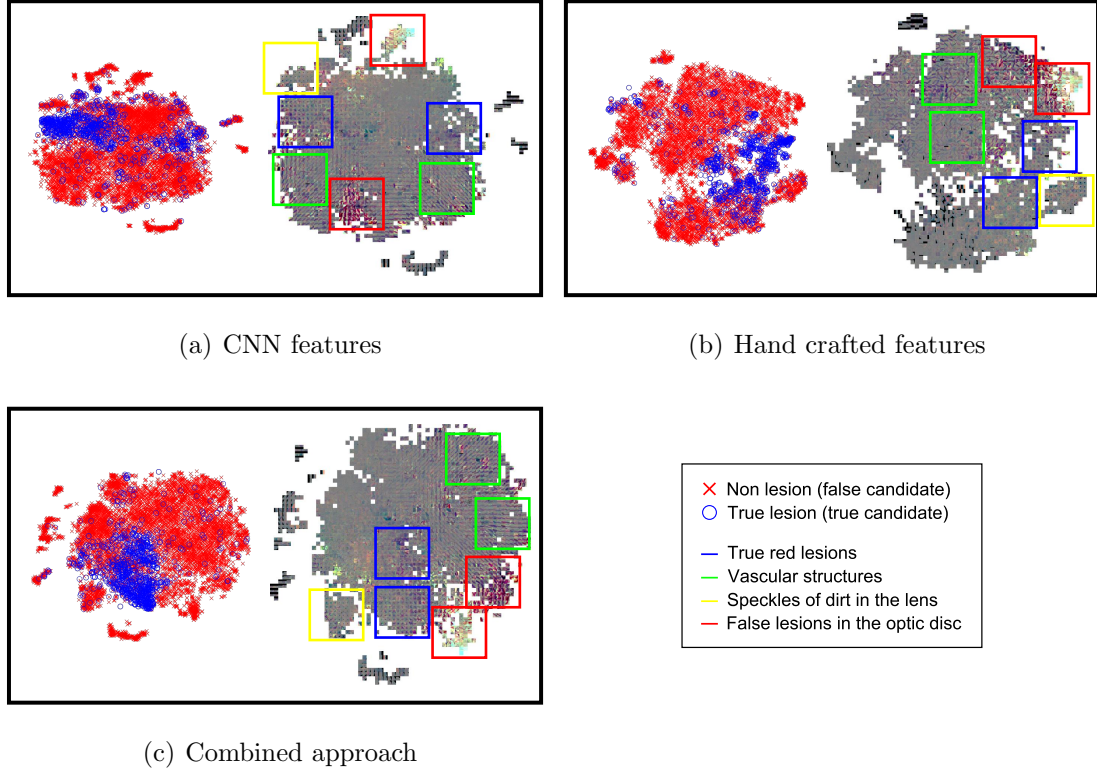 (a) CNN features
(b) Hand crafted features
Non lesion (false candidate)
True lesion (true candidate)
True red lesions
Vascular structures
Speckles of dirt in the lens
False lesions in the optic disc
(c) Combined approach